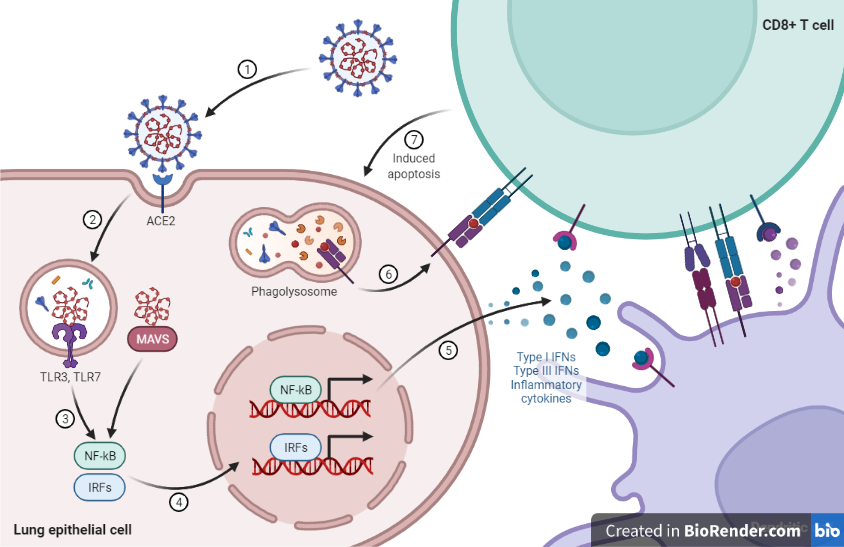 CD8+ T cell
1
7
Induced
apoptosis
ACE2
2
Phagolysosome
6
MAVS
TLR3, TLR7
5
Type I IFNs
Type III IFNs
Inflammatory
cytokines
3
NF-kB
NF-kB
IRFs
IRFs
4
Lung epithelial cell
Created in BioRender.com bio